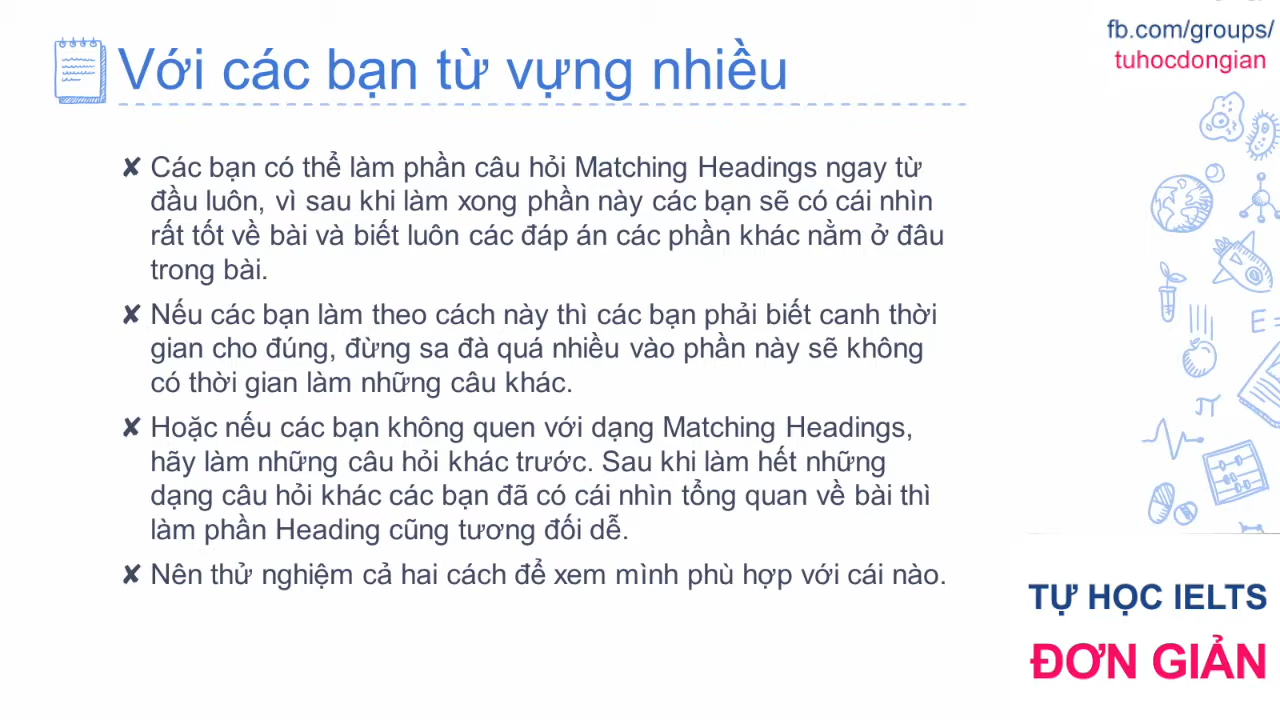 Với các bạn từ vựng nhiều
fb.com/groups/
tuhocdongian
✘ Các bạn có thể làm phần câu hỏi Matching Headings ngay từ
đầu luôn, vì sau khi làm xong phần này các bạn sẽ có cái nhìn
rất tốt về bài và biết luôn các đáp án các phần khác nằm ở đâu
trong bài.
✘ Nếu các bạn làm theo cách này thì các bạn phải biết canh thời
gian cho đúng, đừng sa đà quá nhiều vào phần này sẽ không
có thời gian làm những câu khác.
✘ Hoặc nếu các bạn không quen với dạng Matching Headings,
hãy làm những câu hỏi khác trước. Sau khi làm hết những
dạng câu hỏi khác các bạn đã có cái nhìn tổng quan về bài thì
làm phần Heading cũng tương đối dễ.
✘ Nên thử nghiệm cả hai cách để xem mình phù hợp với cái nào.
E=
π
TỰ HỌC IELTS
ĐƠN GIẢN